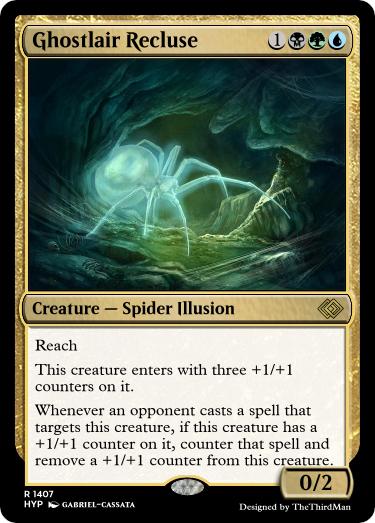 Ghostlair Recluse 1
Creature — Spider Illusion
Reach
This creature enters with three +1/+1
counters on it.
Whenever an opponent casts a spell that
targets this creature, if this creature has a
+1/+1 counter on it, counter that spell and
remove a +1/+1 counter from this creature.
0/2
R 1407
HYP GABRIEL-CASSATA
Designed by TheThirdMan